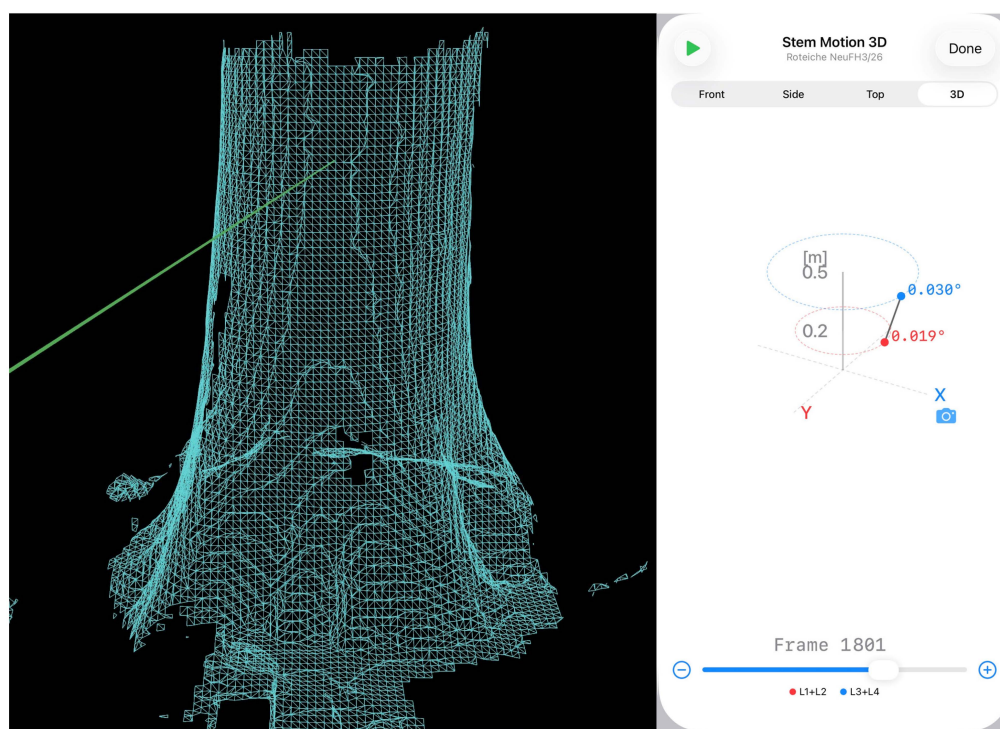 Stem Motion 3D
Done
Roteiche NeuFH3/26
Front Side Top 3D
[m]
0.5
0.030°
0.2
0.019°
X
Y
Frame 1801
L1+L2 L3+L4